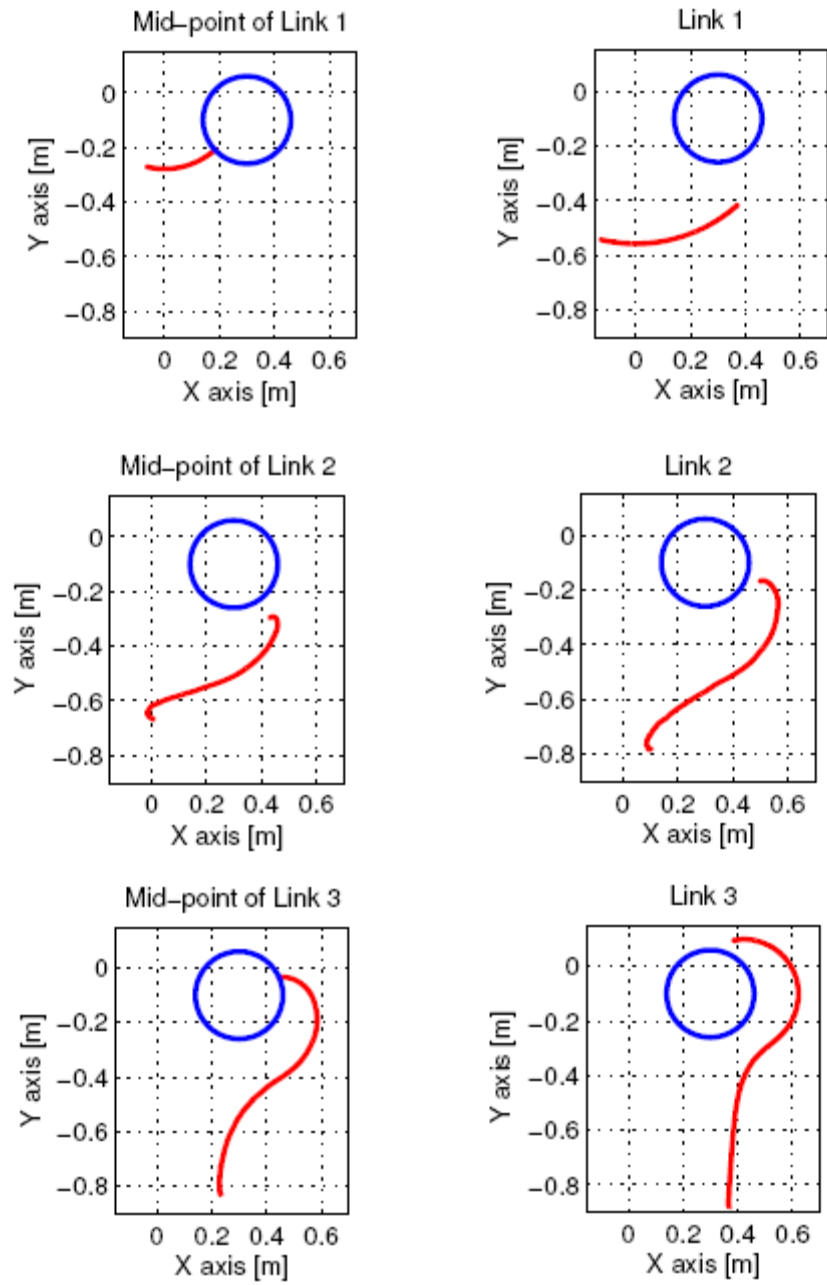 Mid−point of Link 1
Y axis [m]
0
−0.2
−0.4
−0.6
−0.8
0 0.2 0.4 0.6
X axis [m]
Link 1
Y axis [m]
0
−0.2
−0.4
−0.6
−0.8
0 0.2 0.4 0.6
X axis [m]
Mid−point of Link 2
Y axis [m]
0
−0.2
−0.4
−0.6
−0.8
0 0.2 0.4 0.6
X axis [m]
Link 2
Y axis [m]
0
−0.2
−0.4
−0.6
−0.8
0 0.2 0.4 0.6
X axis [m]
Mid−point of Link 3
Y axis [m]
0
−0.2
−0.4
−0.6
−0.8
0 0.2 0.4 0.6
X axis [m]
Link 3
Y axis [m]
0
−0.2
−0.4
−0.6
−0.8
0 0.2 0.4 0.6
X axis [m]